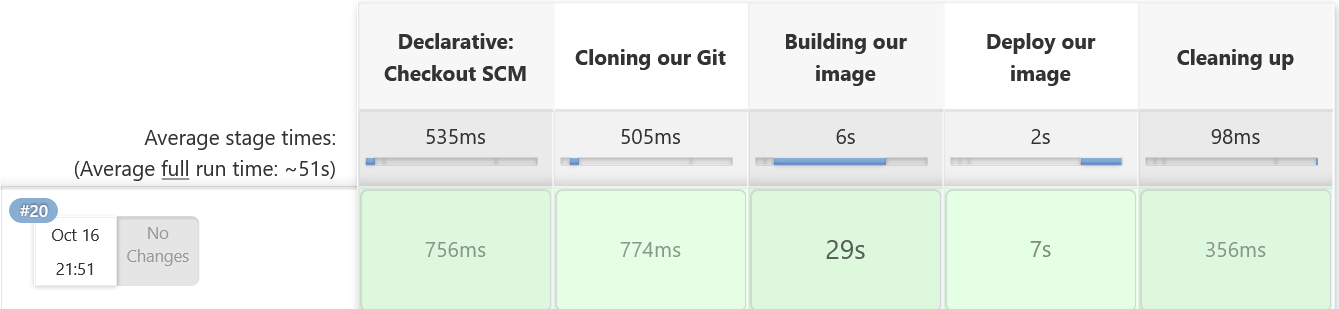 Declarative:
Checkout SCM
Cloning our Git
Building our
image
Deploy our
image
Cleaning up
Average stage times:
(Average full run time: ~51s)
535ms
505ms
6s
2s
98ms
#20
Oct 16
21:51
No
Changes
756ms
774ms
29s
7s
356ms